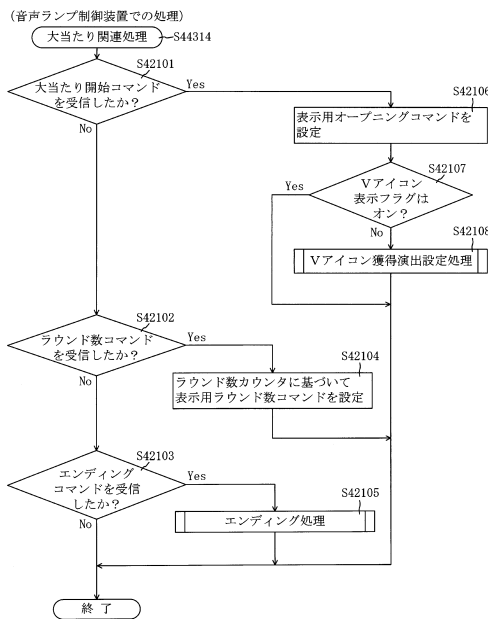 (音声ランプ制御装置での処理)
大当たり関連処理
S44314
S42101
大当たり開始コマンド
を受信したか？
Yes
No
S42106
表示用オープニングコマンドを
設定
S42107
Vアイコン
表示フラグは
オン？
Yes
No
S42108
Vアイコン獲得演出設定処理
S42102
ラウンド数コマンド
を受信したか？
Yes
No
S42104
ラウンド数カウンタに基づいて
表示用ラウンド数コマンドを設定
S42103
エンディング
コマンドを受信
したか？
Yes
No
S42105
エンディング処理
終 了